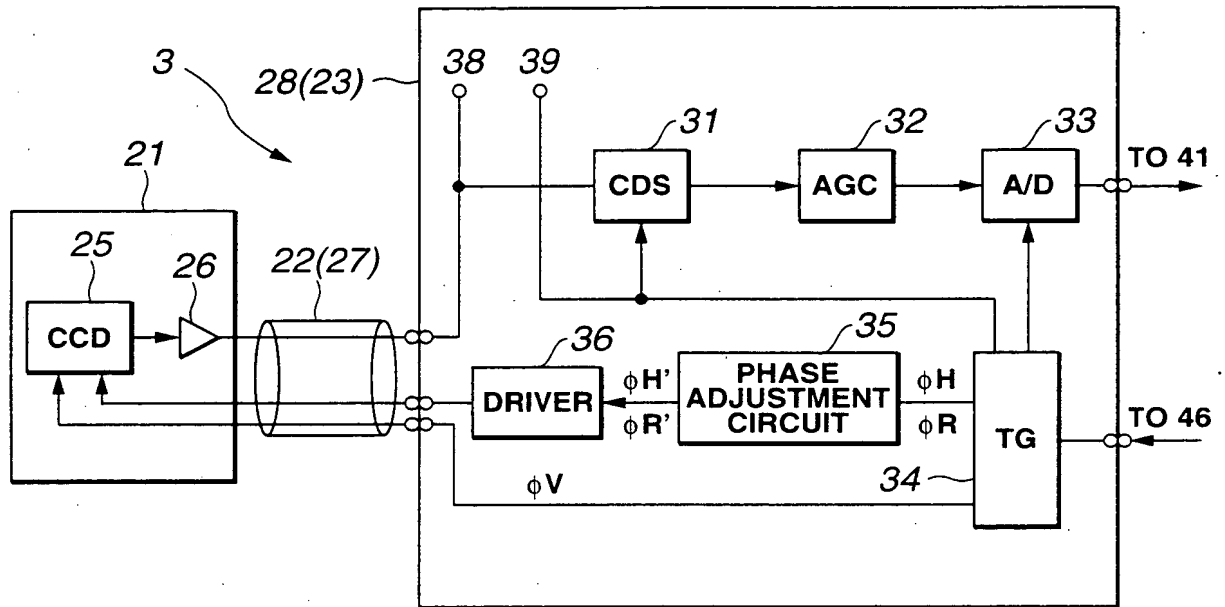 3
28(23)
38
39
31
32
33
CDS
AGC
A/D
TO 41
21
25
26
22(27)
CCD
36
35
DRIVER
φH'
φR'
PHASE
ADJUSTMENT
CIRCUIT
φH
φR
TG
34
TO 46
φV